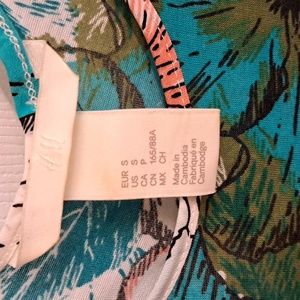 EUR S
US S
CA P
CN 165/88A
MX CH
Made in
Cambodia
Fabriqué en
Cambodge